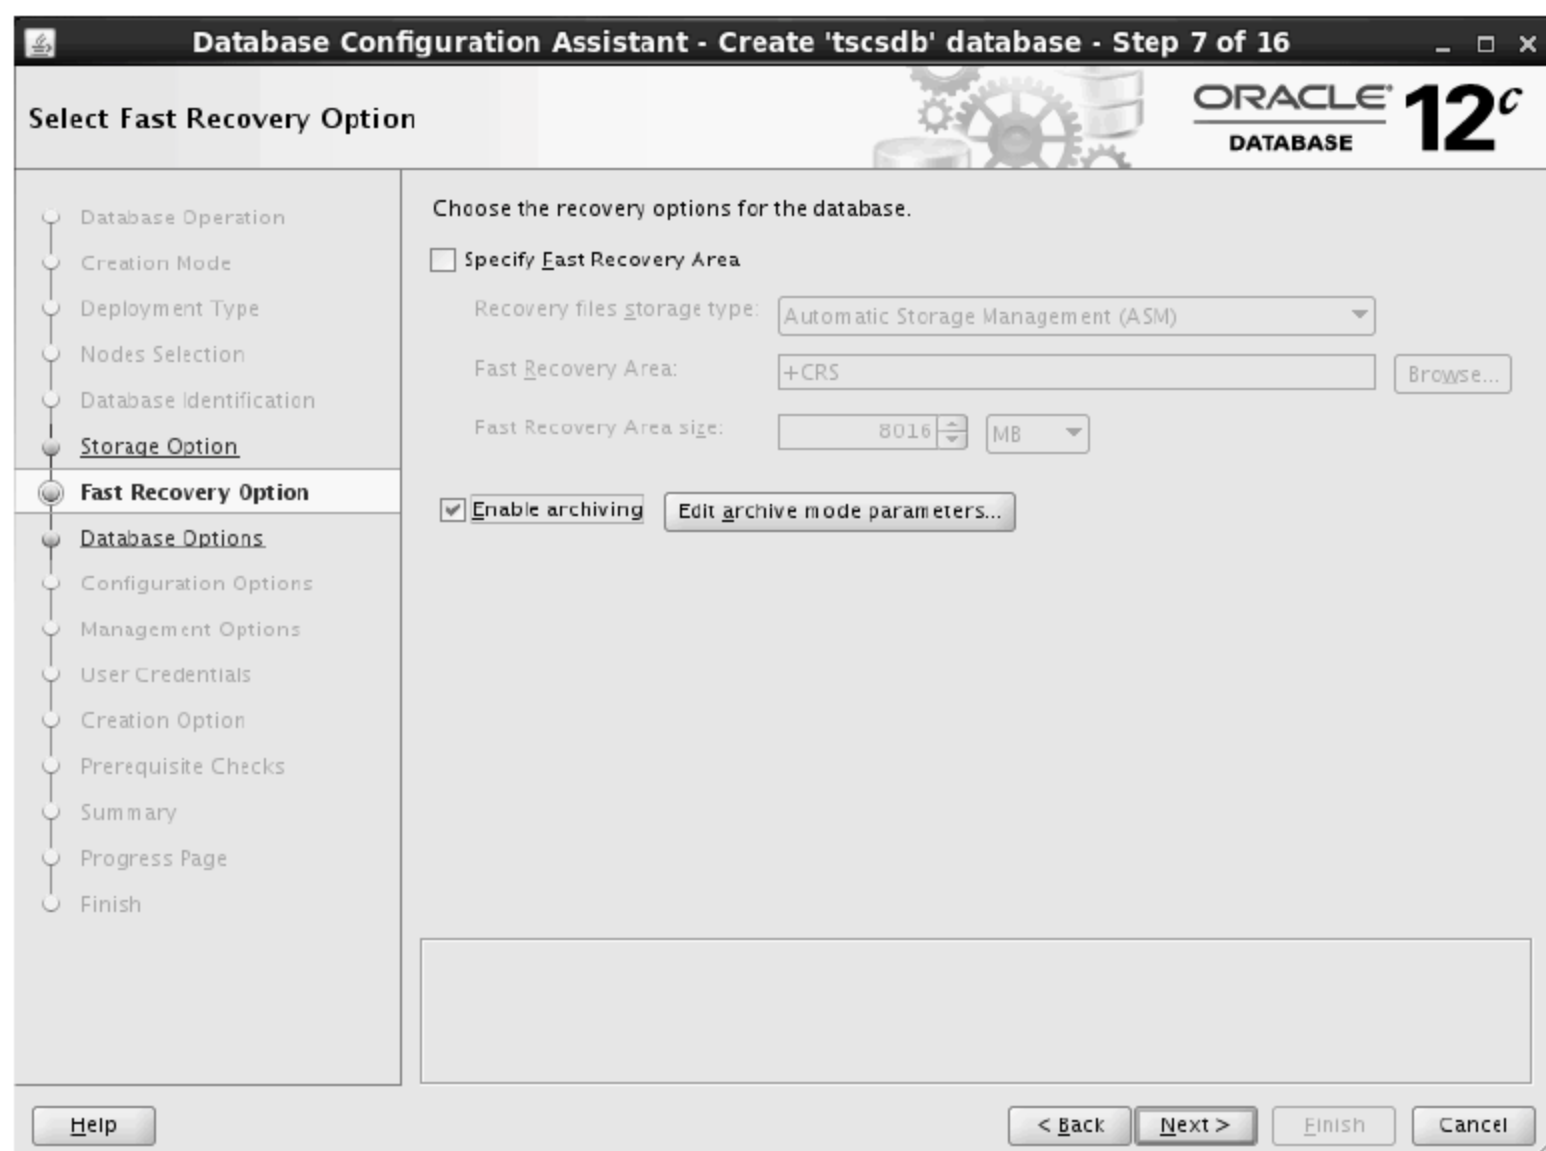 Database Configuration Assistant - Create 'tscsdb' database - Step 7 of 16
Select Fast Recovery Option
ORACLE
DATABASE
12c
Database Operation
Creation Mode
Deployment Type
Nodes Selection
Database Identification
Storage Option
Fast Recovery Option
Database Options
Configuration Options
Management Options
User Credentials
Creation Option
Prerequisite Checks
Summary
Progress Page
Finish
Choose the recovery options for the database.
Specify Fast Recovery Area
Recovery files storage type: Automatic Storage Management (ASM)
Fast Recovery Area: +CRS Browse...
Fast Recovery Area size: 8016 MB
Enable archiving Edit archive mode parameters...
Help < Back Next > Finish Cancel